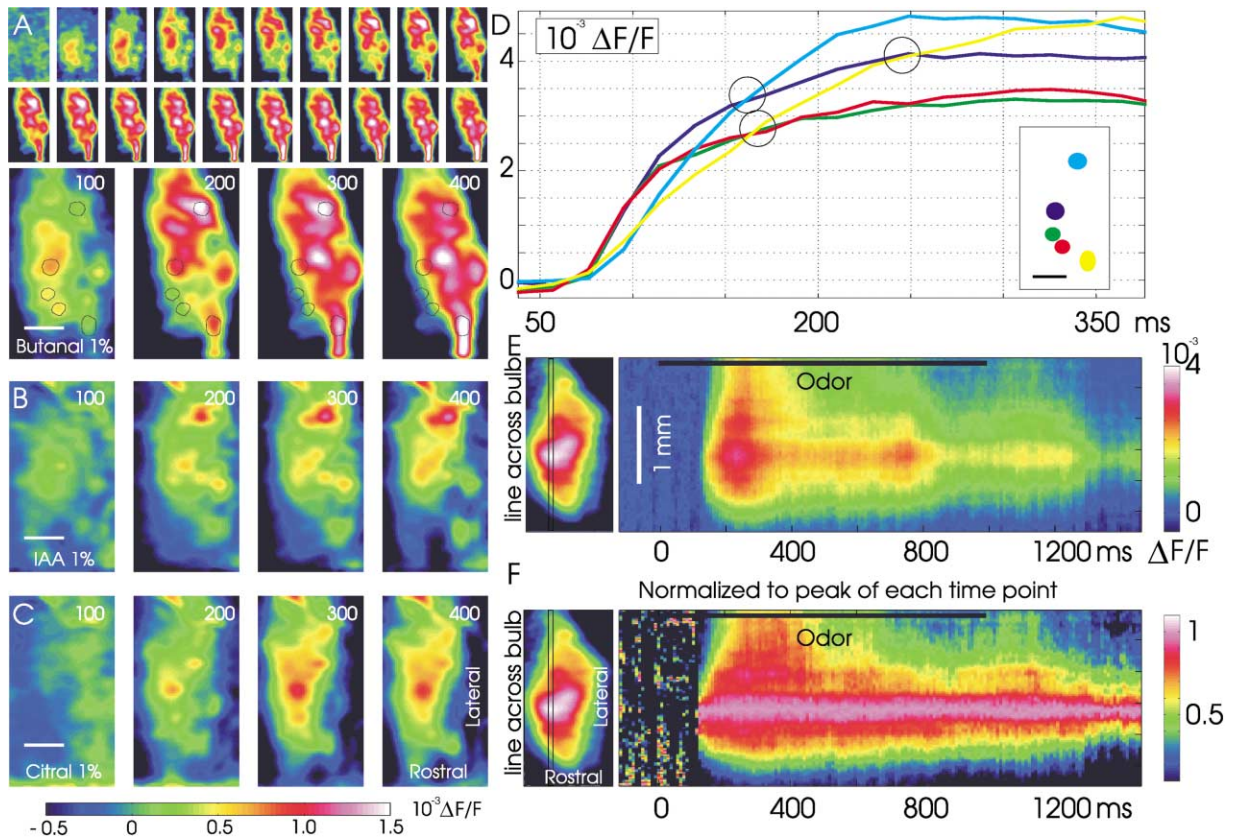 A
100
200
300
400
Butanal 1%
B
100
200
300
400
IAA 1%
C
100
200
300
400
Lateral
Citral 1%
Rostral
- 0.5
0
0.5
1.0
1.5
10⁻³ΔF/F
D
10⁻³ ΔF/F
4
2
0
50
200
350
ms
E
line across bulb
1 mm
Odor
0
400
800
1200 ms
10⁻³
4
0
ΔF/F
F
Normalized to peak of each time point
line across bulb
Lateral
Rostral
Odor
0
400
800
1200 ms
1
0.5